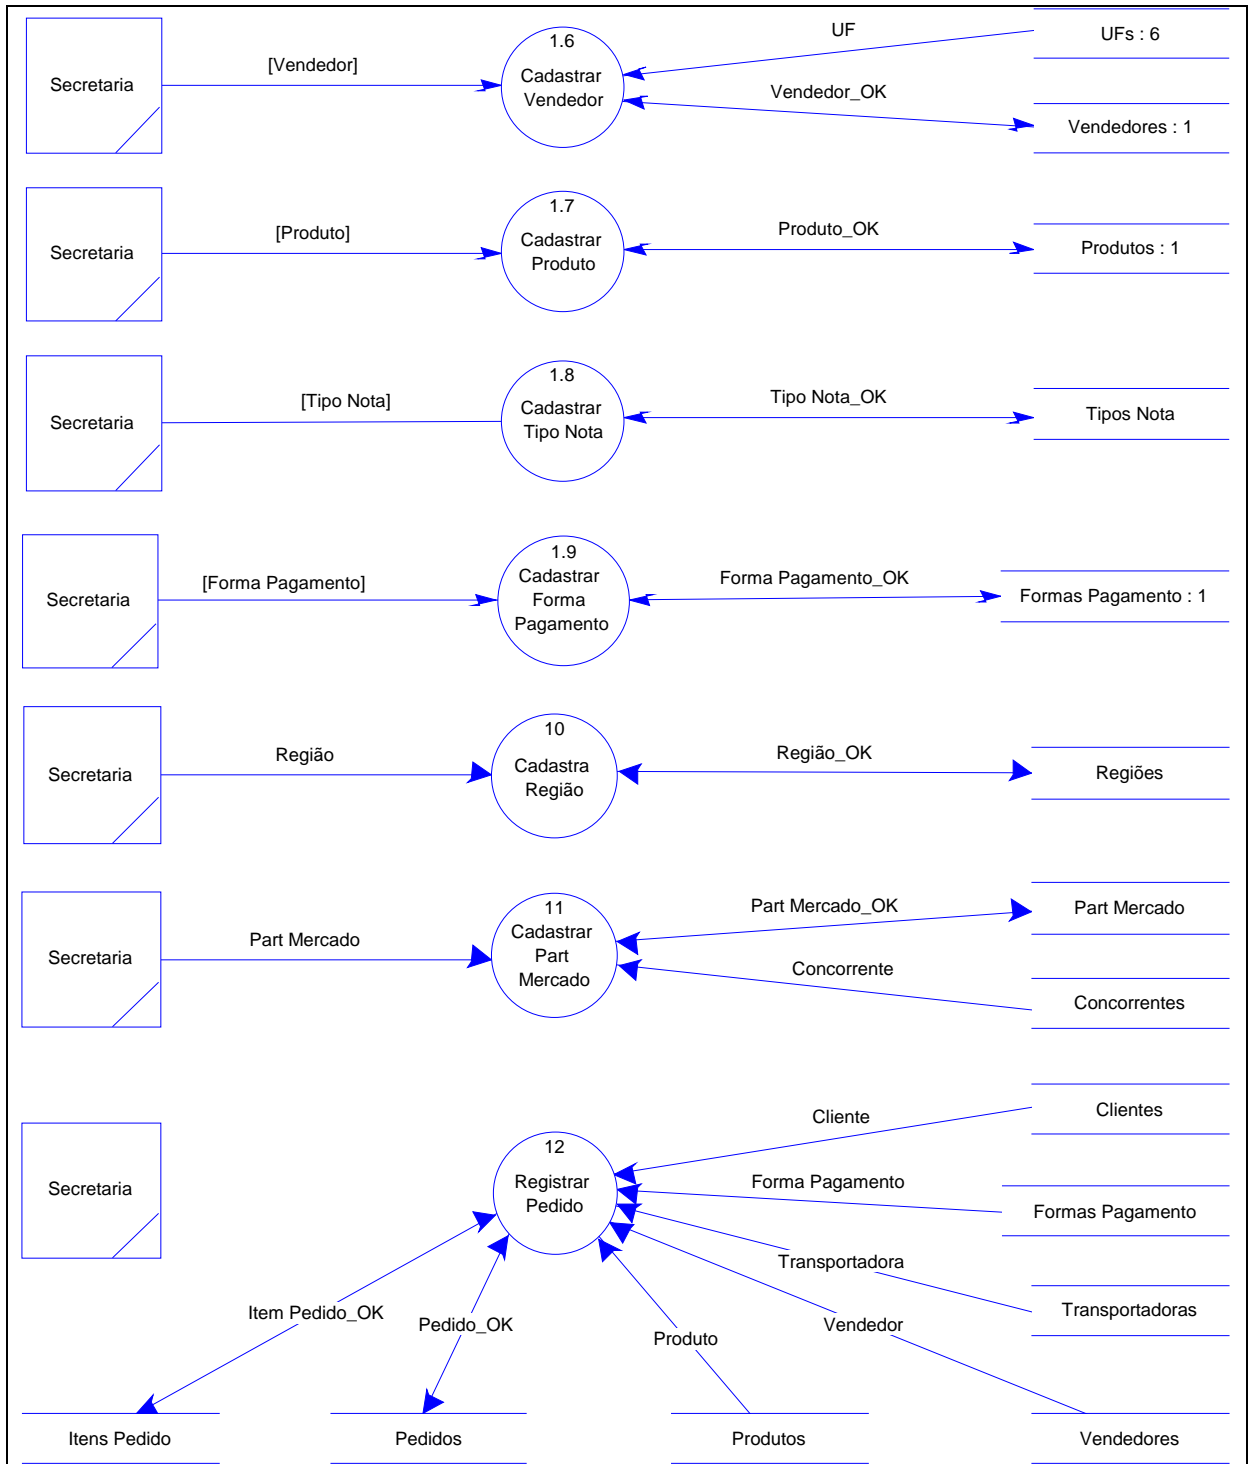 1.6
UF
UFs : 6
[Vendedor]
Secretaria
Cadastrar
Vendedor
Vendedor_OK
Vendedores : 1
1.7
[Produto]
Produto_OK
Secretaria
Cadastrar
Produto
Produtos : 1
1.8
[Tipo Nota]
Tipo Nota_OK
Secretaria
Cadastrar
Tipo Nota
Tipos Nota
1.9
[Forma Pagamento]
Forma Pagamento_OK
Secretaria
Cadastrar
Forma
Pagamento
Formas Pagamento : 1
10
Região
Região_OK
Secretaria
Cadastra
Região
Regiões
11
Part Mercado
Part Mercado_OK
Part Mercado
Secretaria
Cadastrar
Part
Mercado
Concorrente
Concorrentes
12
Cliente
Clientes
Secretaria
Registrar
Pedido
Forma Pagamento
Formas Pagamento
Transportadora
Transportadoras
Item Pedido_OK
Pedido_OK
Produto
Vendedor
Itens Pedido
Pedidos
Produtos
Vendedores